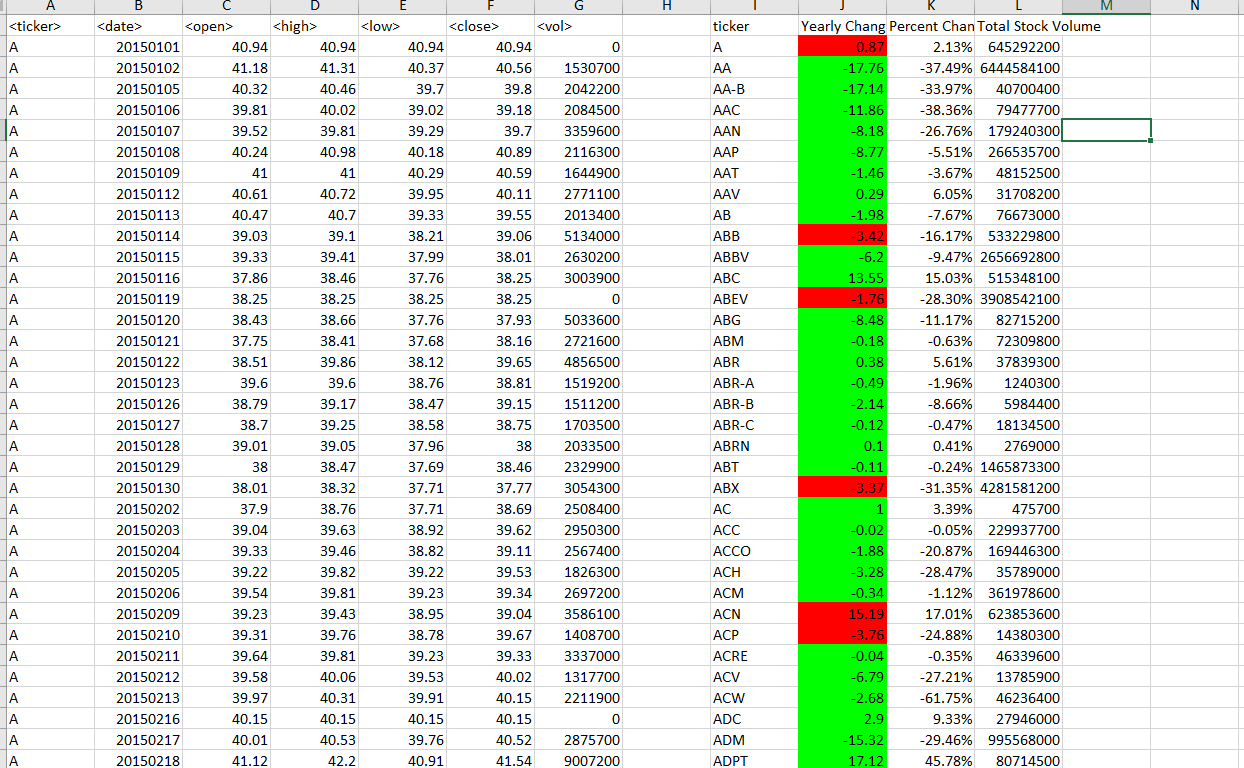 A B C D E F G H I J K L M N
<ticker> <date> <open> <high> <low> <close> <vol> ticker Yearly Chang Percent Chan Total Stock Volume
A 20150101 40.94 40.94 40.94 40.94 0 A 0.87 2.13% 645292200
A 20150102 41.18 41.31 40.37 40.56 1530700 AA -17.76 -37.49% 6444584100
A 20150105 40.32 40.46 39.7 39.8 2042200 AA-B -17.14 -33.97% 40700400
A 20150106 39.81 40.02 39.02 39.18 2084500 AAC -11.86 -38.36% 79477700
A 20150107 39.52 39.81 39.29 39.7 3359600 AAN -8.18 -26.76% 179240300
A 20150108 40.24 40.98 40.18 40.89 2116300 AAP -8.77 -5.51% 266535700
A 20150109 41 41 40.29 40.59 1644900 AAT -1.46 -3.67% 48152500
A 20150112 40.61 40.72 39.95 40.11 2771100 AAV 0.29 6.05% 31708200
A 20150113 40.47 40.7 39.33 39.55 2013400 AB -1.98 -7.67% 76673000
A 20150114 39.03 39.1 38.21 39.06 5134000 ABB -3.42 -16.17% 533229800
A 20150115 39.33 39.41 37.99 38.01 2630200 ABBV -6.2 -9.47% 2656692800
A 20150116 37.86 38.46 37.76 38.25 3003900 ABC 13.55 15.03% 515348100
A 20150119 38.25 38.25 38.25 38.25 0 ABEV -1.76 -28.30% 3908542100
A 20150120 38.43 38.66 37.76 37.93 5033600 ABG -8.48 -11.17% 82715200
A 20150121 37.75 38.41 37.68 38.16 2721600 ABM -0.18 -0.63% 72309800
A 20150122 38.51 39.86 38.12 39.65 4856500 ABR 0.38 5.61% 37839300
A 20150123 39.6 39.6 38.76 38.81 1519200 ABR-A -0.49 -1.96% 1240300
A 20150126 38.79 39.17 38.47 39.15 1511200 ABR-B -2.14 -8.66% 5984400
A 20150127 38.7 39.25 38.58 38.75 1703500 ABR-C -0.12 -0.47% 18134500
A 20150128 39.01 39.05 37.96 38 2033500 ABRN 0.1 0.41% 2769000
A 20150129 38 38.47 37.69 38.46 2329900 ABT -0.11 -0.24% 1465873300
A 20150130 38.01 38.32 37.71 37.77 3054300 ABX -3.37 -31.35% 4281581200
A 20150202 37.9 38.76 37.71 38.69 2508400 AC 1 3.39% 475700
A 20150203 39.04 39.63 38.92 39.62 2950300 ACC -0.02 -0.05% 229937700
A 20150204 39.33 39.46 38.82 39.11 2567400 ACCO -1.88 -20.87% 169446300
A 20150205 39.22 39.82 39.22 39.53 1826300 ACH -3.28 -28.47% 35789000
A 20150206 39.54 39.81 39.23 39.34 2697200 ACM -0.34 -1.12% 361978600
A 20150209 39.23 39.43 38.95 39.04 3586100 ACN 15.19 17.01% 623853600
A 20150210 39.31 39.76 38.78 39.67 1408700 ACP -3.76 -24.88% 14380300
A 20150211 39.64 39.81 39.23 39.33 3337000 ACRE -0.04 -0.35% 46339600
A 20150212 39.58 40.06 39.53 40.02 1317700 ACV -6.79 -27.21% 13785900
A 20150213 39.97 40.31 39.91 40.15 2211900 ACW -2.68 -61.75% 46236400
A 20150216 40.15 40.15 40.15 40.15 0 ADC 2.9 9.33% 27946000
A 20150217 40.01 40.53 39.76 40.52 2875700 ADM -15.32 -29.46% 995568000
A 20150218 41.12 42.2 40.91 41.54 9007200 ADPT 17.12 45.78% 80714500